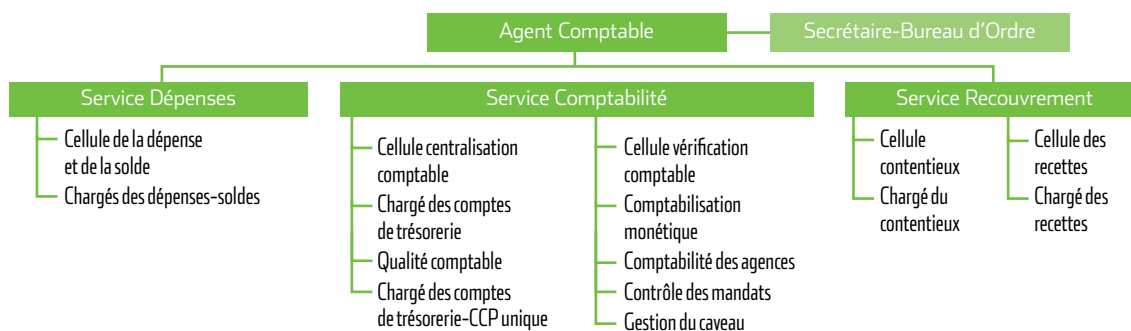 Agent Comptable
Secrétaire-Bureau d'Ordre
Service Dépenses
Cellule de la dépense
et de la solde
Chargés des dépenses-soldes
Service Comptabilité
Cellule centralisation
comptable
Chargé des comptes
de trésorerie
Qualité comptable
Chargé des comptes
de trésorerie-CCP unique
Cellule vérification
comptable
Comptabilisation
monétique
Comptabilité des agences
Contrôle des mandats
Gestion du caveau
Service Recouvrement
Cellule
contentieux
Chargé du
contentieux
Cellule des
recettes
Chargé des
recettes